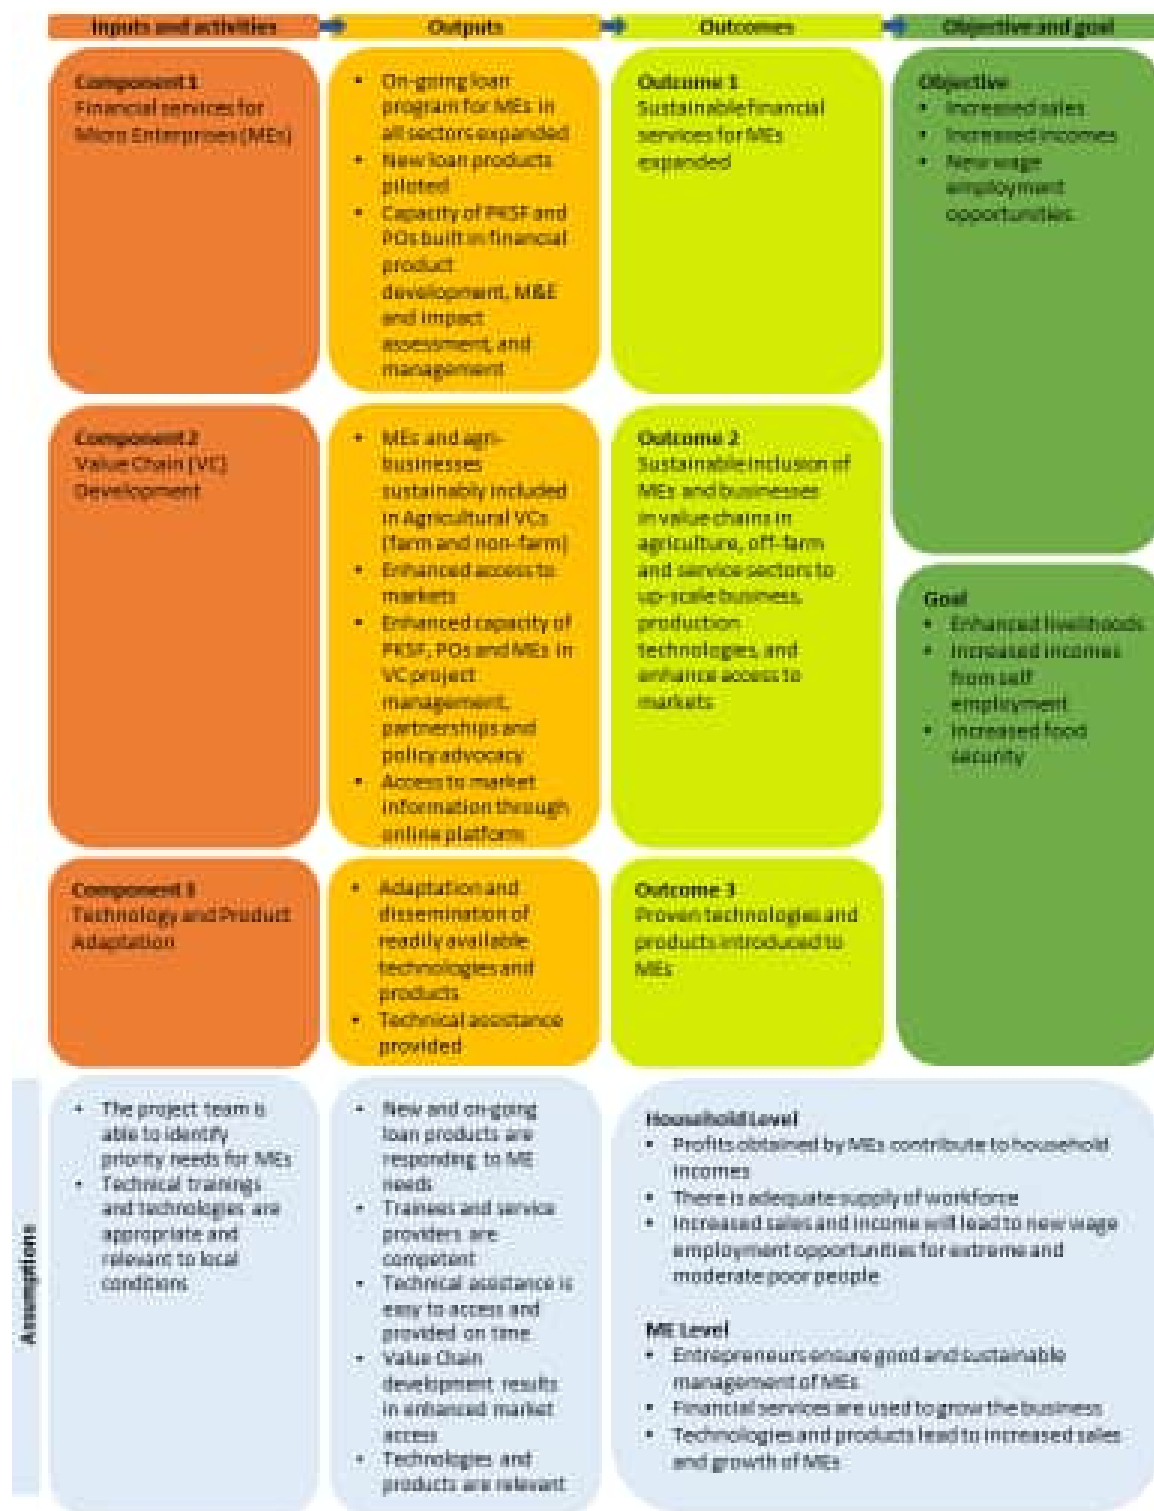 Inputs and activities
Outputs
Outcomes
Objective and goal
Component 1
Financial services for
Micro Enterprises (MEs)
• On-going loan
program for MEs in
all sectors expanded
• New loan products
piloted
• Capacity of PKSF and
POs built in financial
product
development, M&E
and impact
assessment, and
management
Outcome 1
Sustainable financial
services for MEs
expanded
Objective
• Increased sales
• Increased incomes
• New wage
employment
opportunities.
Component 2
Value Chain (VC)
Development
• MEs and agri-
businesses
sustainably included
in Agricultural VCs
(farm and non-farm)
• Enhanced access to
markets
• Enhanced capacity of
PKSF, POs and MEs in
VC project
management,
partnerships and
policy advocacy
• Access to market
information through
online platform
Outcome 2
Sustainable inclusion of
MEs and businesses
in value chains in
agriculture, off-farm
and service sectors to
up-scale business,
production
technologies, and
enhance access to
markets
Goal
• Enhanced livelihoods
• Increased incomes
from self
employment
• Increased food
security
Component 3
Technology and Product
Adaptation
• Adaptation and
dissemination of
readily available
technologies and
products
• Technical assistance
provided
Outcome 3
Proven technologies and
products introduced to
MEs
Assumptions
• The project team is
able to identify
priority needs for MEs
• Technical trainings
and technologies are
appropriate and
relevant to local
conditions
• New and on-going
loan products are
responding to ME
needs
• Trainees and service
providers are
competent
• Technical assistance is
easy to access and
provided on time
• Value Chain
development results
in enhanced market
access
• Technologies and
products are relevant
Household Level
• Profits obtained by MEs contribute to household
incomes
• There is adequate supply of workforce
• Increased sales and income will lead to new wage
employment opportunities for extreme and
moderate poor people
ME Level
• Entrepreneurs ensure good and sustainable
management of MEs
• Financial services are used to grow the business
• Technologies and products lead to increased sales
and growth of MEs